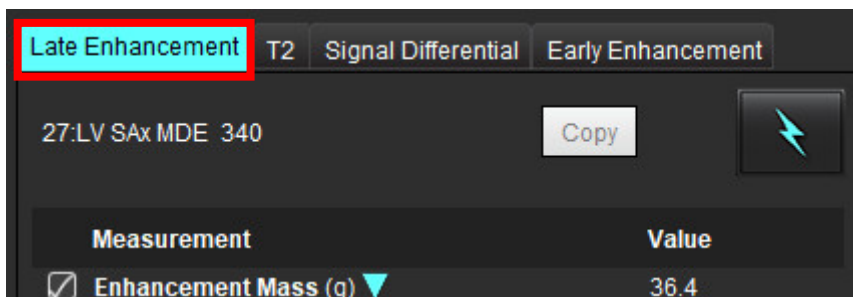 Late Enhancement T2 Signal Differential Early Enhancement
27:LV SAx MDE 340 Copy
Measurement Value
Enhancement Mass (g) 36.4